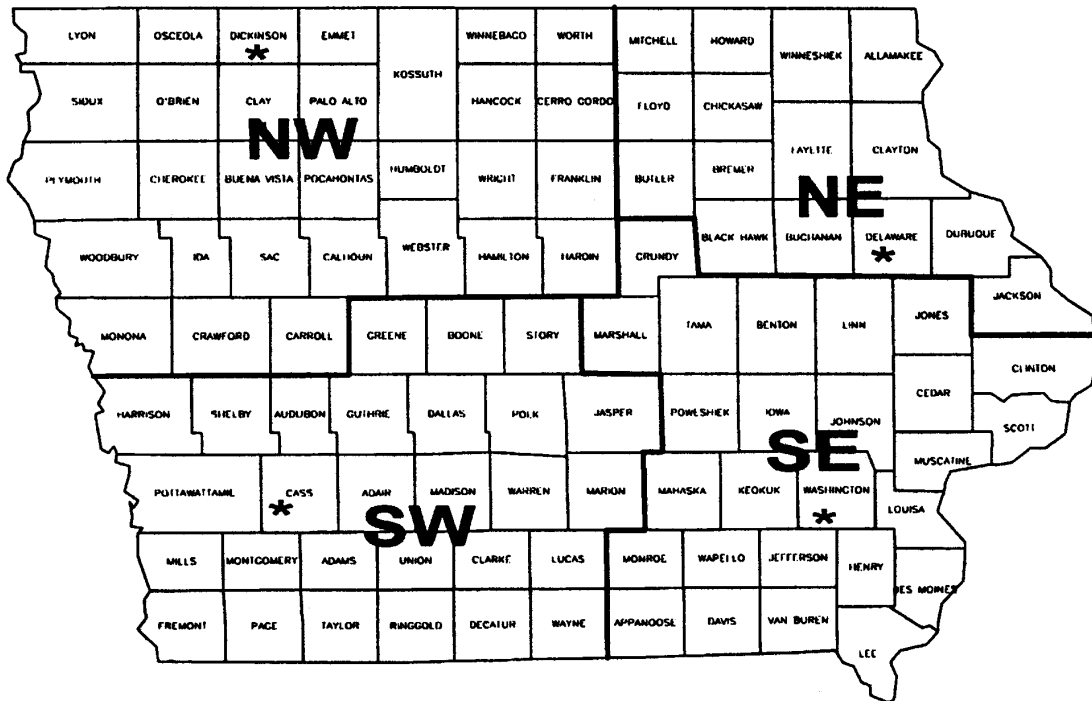 LYON OSCEOLA DICKINSON EMMET WINNEBAGO WORTH MITCHELL HOWARD
*
KOSSUTH WINNESHIEK ALLAMAKEE
SIOUX O'BRIEN CLAY PALO ALTO HANCOCK CERRO GORDO FLOYD CHICKASAW
NW
PLYMOUTH CHEROKEE BUENA VISTA POCAHONTAS HUMBOLDT WRIGHT FRANKLIN BUTLER BREMER FAYETTE CLAYTON
NE
WOODBURY IDA SAC CALHOUN WEBSTER HAMILTON HARDIN GRUNDY BLACK HAWK BUCHANAN DELAWARE DUBUQUE
*
JACKSON
MONONA CRAWFORD CARROLL GREENE BOONE STORY MARSHALL TAMA BENTON LINN JONES
CLINTON
CEDAR
HARRISON SHELBY AUDUBON GUTHRIE DALLAS POLK JASPER POWESHIEK IOWA JOHNSON SCOTT
SE
MUSCATINE
POTTAWATTAMIE CASS ADAIR MADISON WARREN MARION MAHASKA KEOKUK WASHINGTON LOUISA
* *
SW
MILLS MONTGOMERY ADAMS UNION CLARKE LUCAS MONROE WAPELLO JEFFERSON HENRY
DES MOINES
FREMONT PAGE TAYLOR RINGGOLD DECATUR WAYNE APPANOOSE DAVIS VAN BUREN
LEE